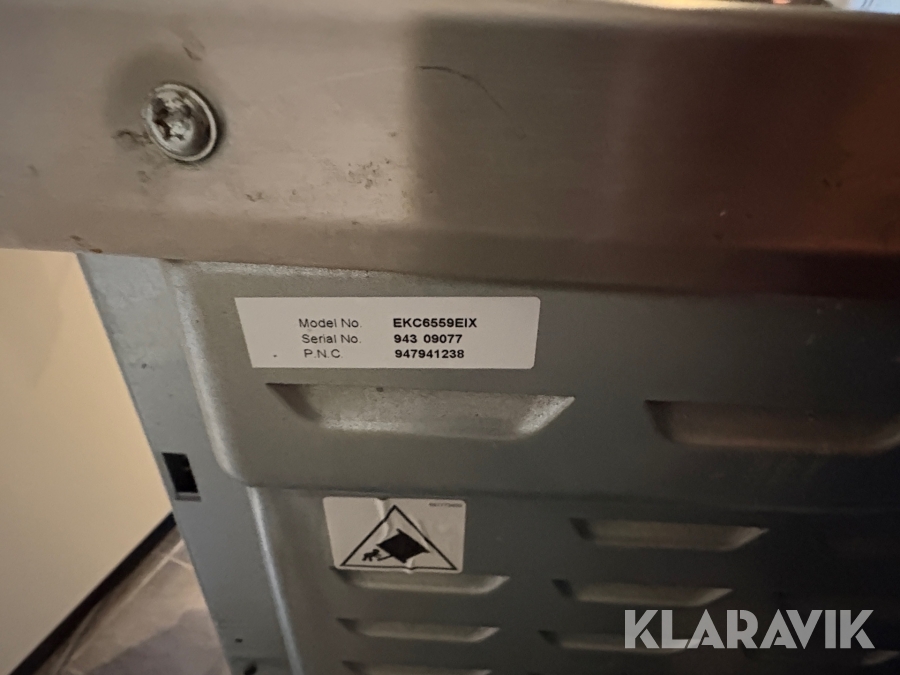 Model No. EKC6559EIX
Serial No. 943 09077
P.N.C. 947941238
KLARAVIK